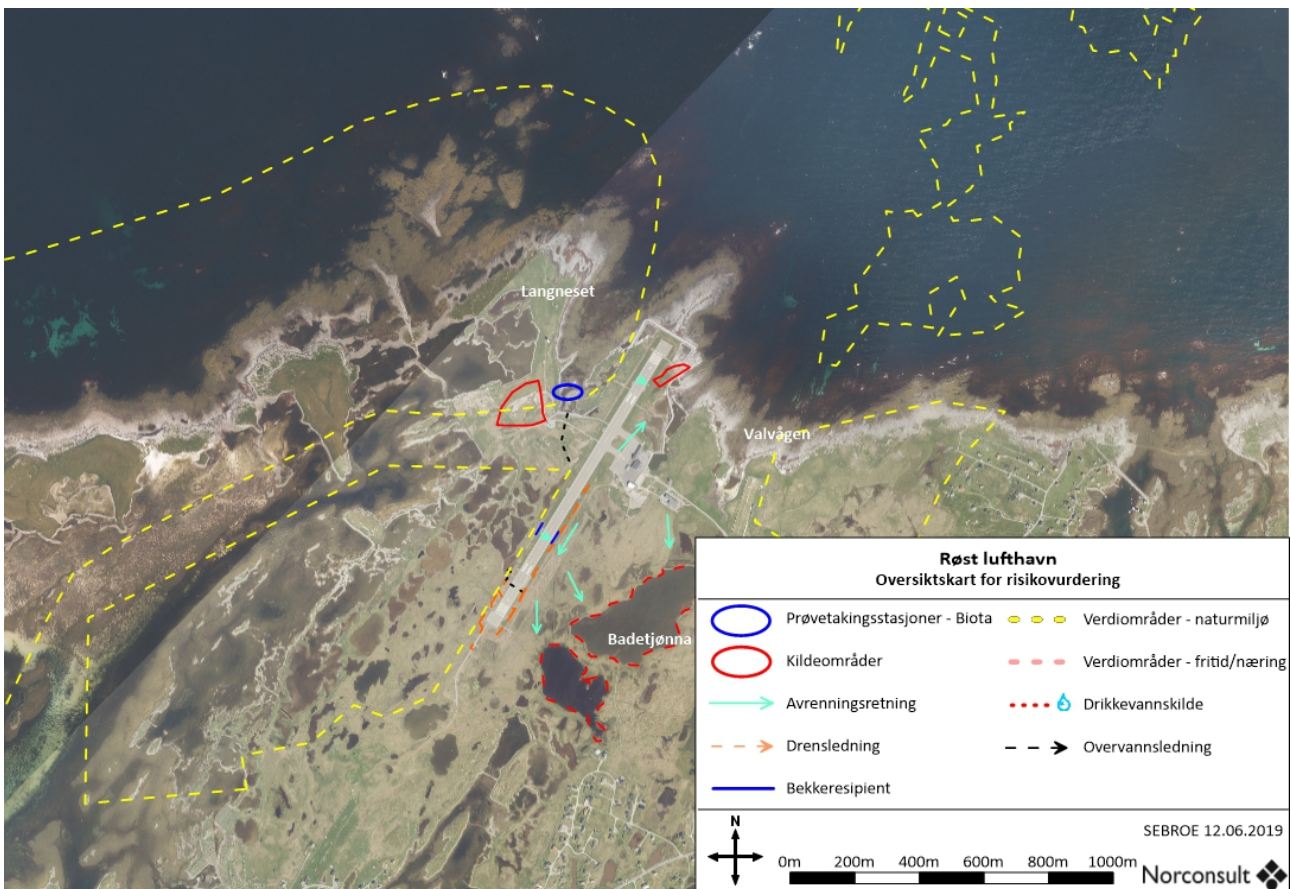 Langneset
Valvågen
Badetjønna
Røst lufthavn
Oversiktskart for risikovurdering
Prøvetakingsstasjoner - Biota
Verdiområder - naturmiljø
Kildeområder
Verdiområder - fritid/næring
Avrenningsretning
Drikkevannskilde
Drensledning
Overvannsledning
Bekkeresipient
N
SEBROE 12.06.2019
0m 200m 400m 600m 800m 1000m
Norconsult